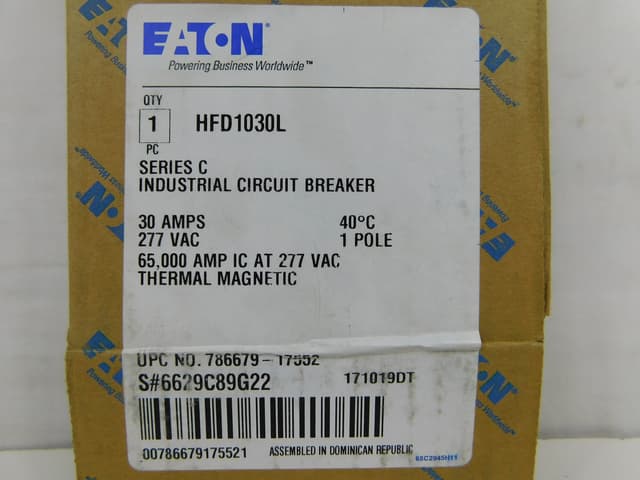 EATON
Powering Business Worldwide™
QTY
1 HFD1030L
PC
SERIES C
INDUSTRIAL CIRCUIT BREAKER
30 AMPS 40°C
277 VAC 1 POLE
65,000 AMP IC AT 277 VAC
THERMAL MAGNETIC
UPC NO. 786679-17552
S#6629C89G22 171019DT
00786679175521 ASSEMBLED IN DOMINICAN REPUBLIC